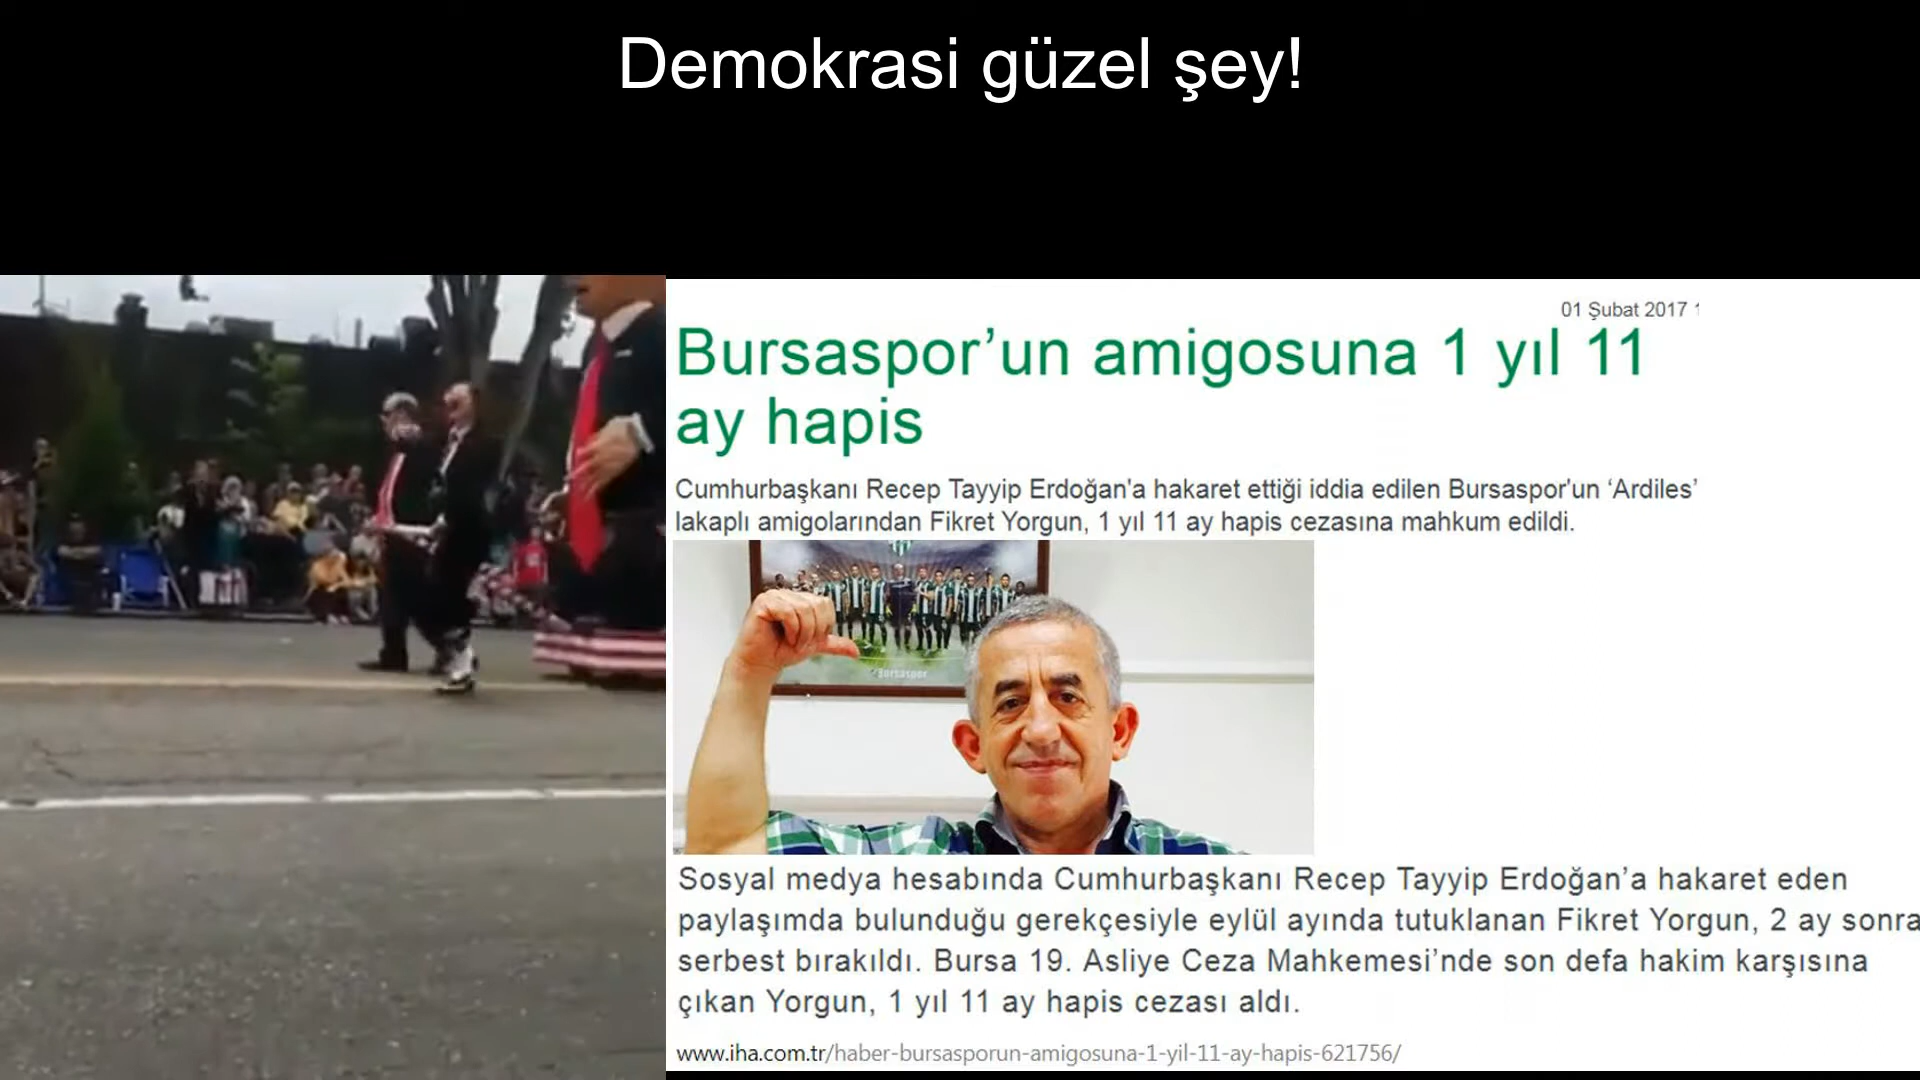 Demokrasi güzel şey!
01 Şubat 2017 1
Bursaspor’un amigosuna 1 yıl 11
ay hapis
Cumhurbaşkanı Recep Tayyip Erdoğan'a hakaret ettiği iddia edilen Bursaspor'un ‘Ardiles’
lakaplı amigolarından Fikret Yorgun, 1 yıl 11 ay hapis cezasına mahkum edildi.
Bursaspor
Sosyal medya hesabında Cumhurbaşkanı Recep Tayyip Erdoğan’a hakaret eden
paylaşımda bulunduğu gerekçesiyle eylül ayında tutuklanan Fikret Yorgun, 2 ay sonra
serbest bırakıldı. Bursa 19. Asliye Ceza Mahkemesi’nde son defa hakim karşısına
çıkan Yorgun, 1 yıl 11 ay hapis cezası aldı.
www.iha.com.tr/haber-bursasporun-amigosuna-1-yil-11-ay-hapis-621756/